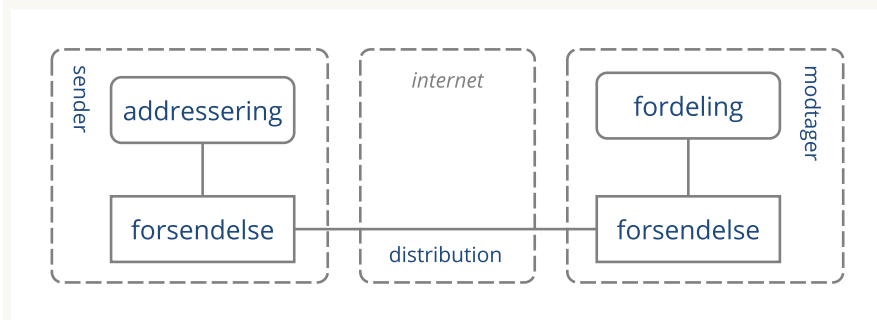 sender
addressering
forsendelse
internet
distribution
fordeling
forsendelse
modtager